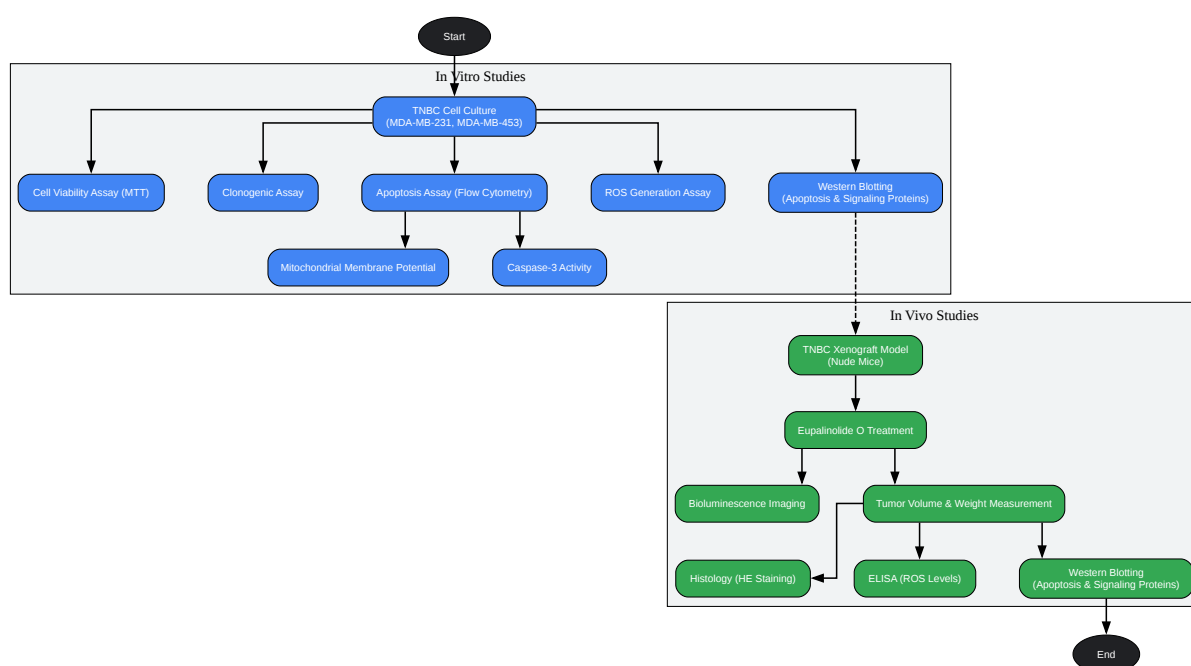 Start
In Vitro Studies
TNBC Cell Culture
(MDA-MB-231, MDA-MB-453)
Cell Viability Assay (MTT)
Clonogenic Assay
Apoptosis Assay (Flow Cytometry)
ROS Generation Assay
Western Blotting
(Apoptosis & Signaling Proteins)
Mitochondrial Membrane Potential
Caspase-3 Activity
In Vivo Studies
TNBC Xenograft Model
(Nude Mice)
Eupalinolide O Treatment
Bioluminescence Imaging
Tumor Volume & Weight Measurement
Histology (HE Staining)
ELISA (ROS Levels)
Western Blotting
(Apoptosis & Signaling Proteins)
End